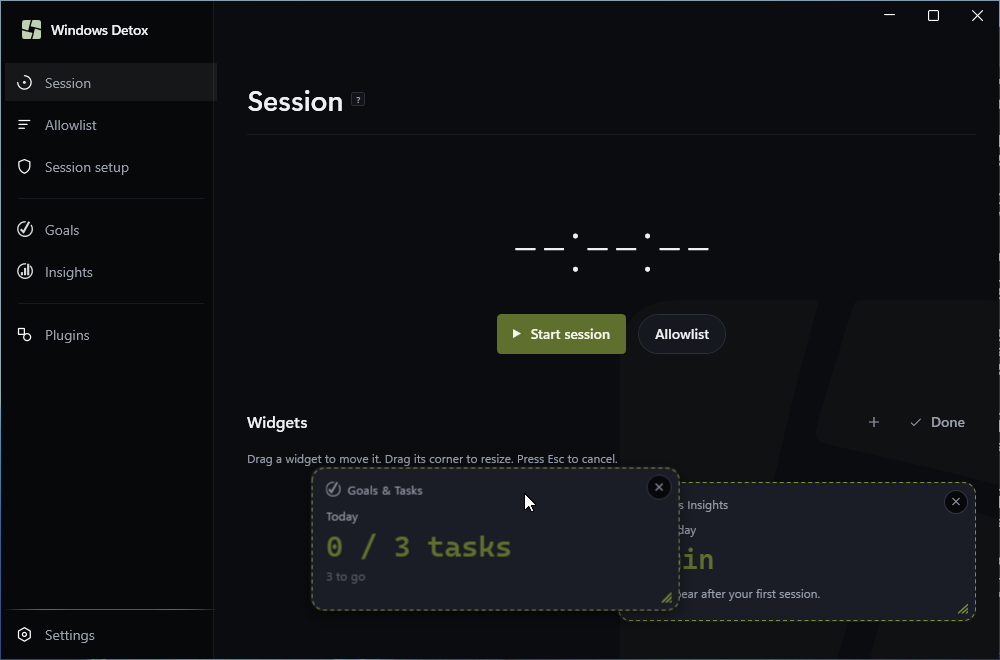 Windows Detox
Session
Allowlist
Session setup
Goals
Insights
Plugins
Settings
Session ?
– – : – – : – –
Start session
Allowlist
Widgets
+
Done
Drag a widget to move it. Drag its corner to resize. Press Esc to cancel.
Goals & Tasks
Today
0 / 3 tasks
3 to go
Insights